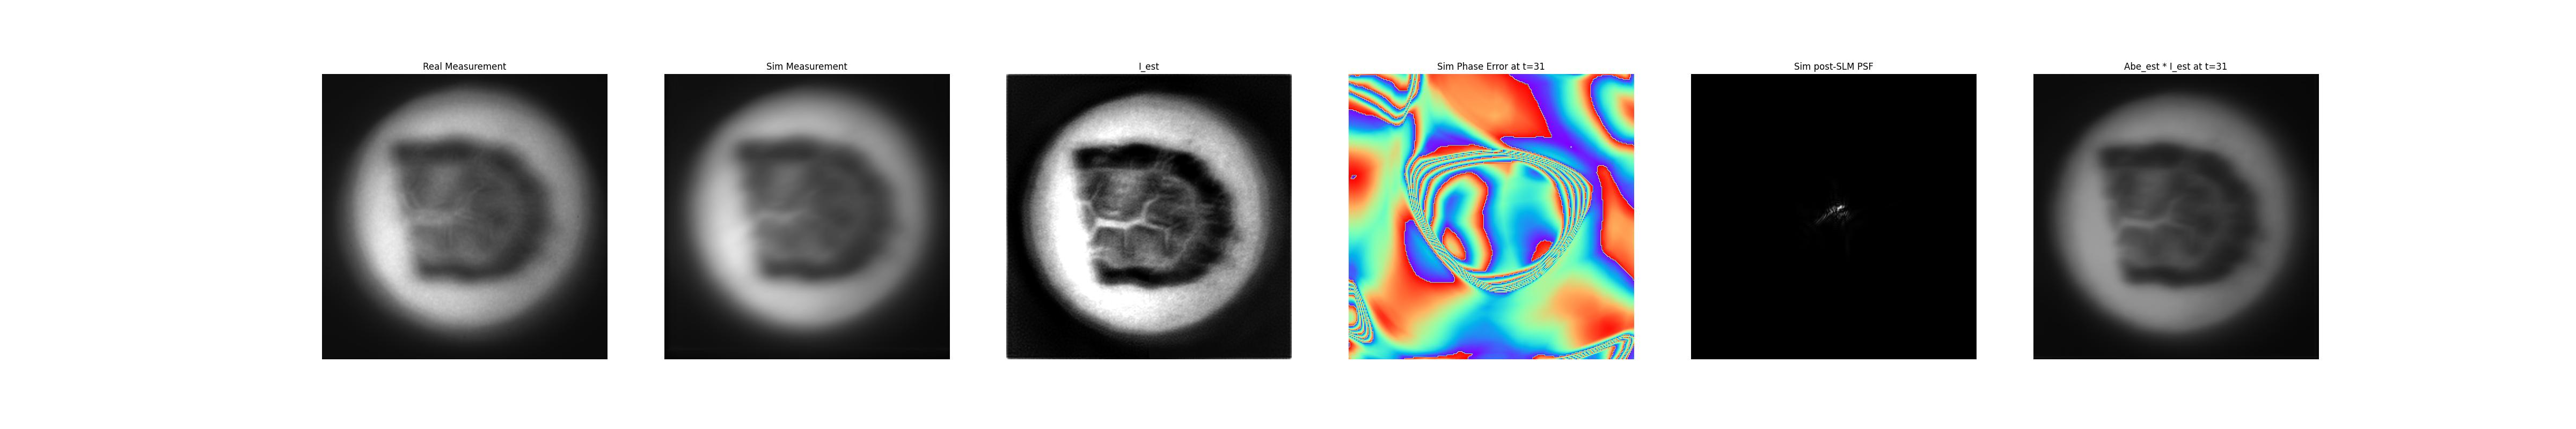 Real Measurement
Sim Measurement
I_est
Sim Phase Error at t=31
Sim post-SLM PSF
Abe_est * I_est at t=31